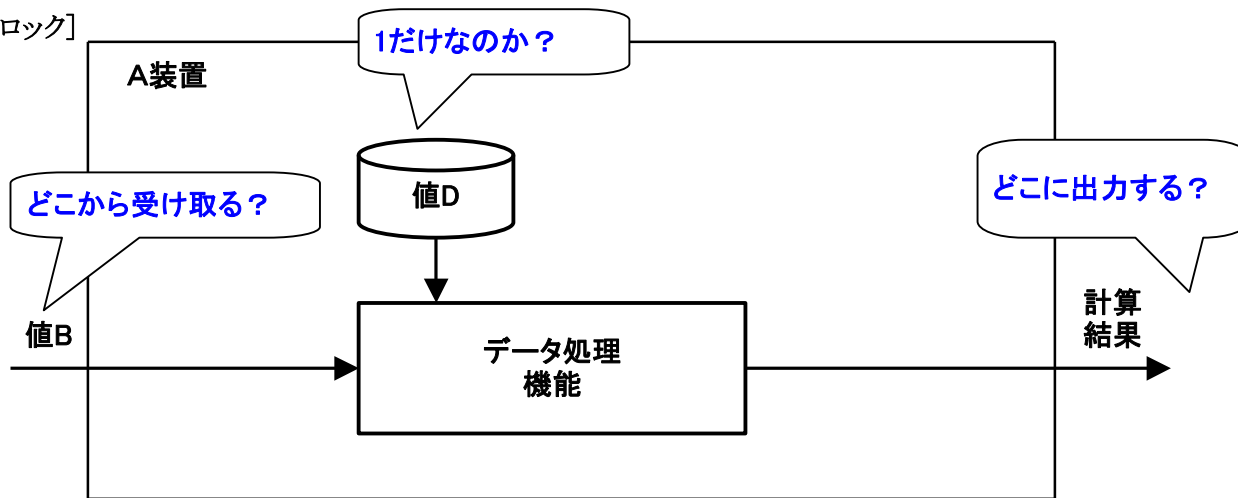 ロック]
1だけなのか？
A装置
値D
どこから受け取る？
どこに出力する？
値B
計算
結果
データ処理
機能